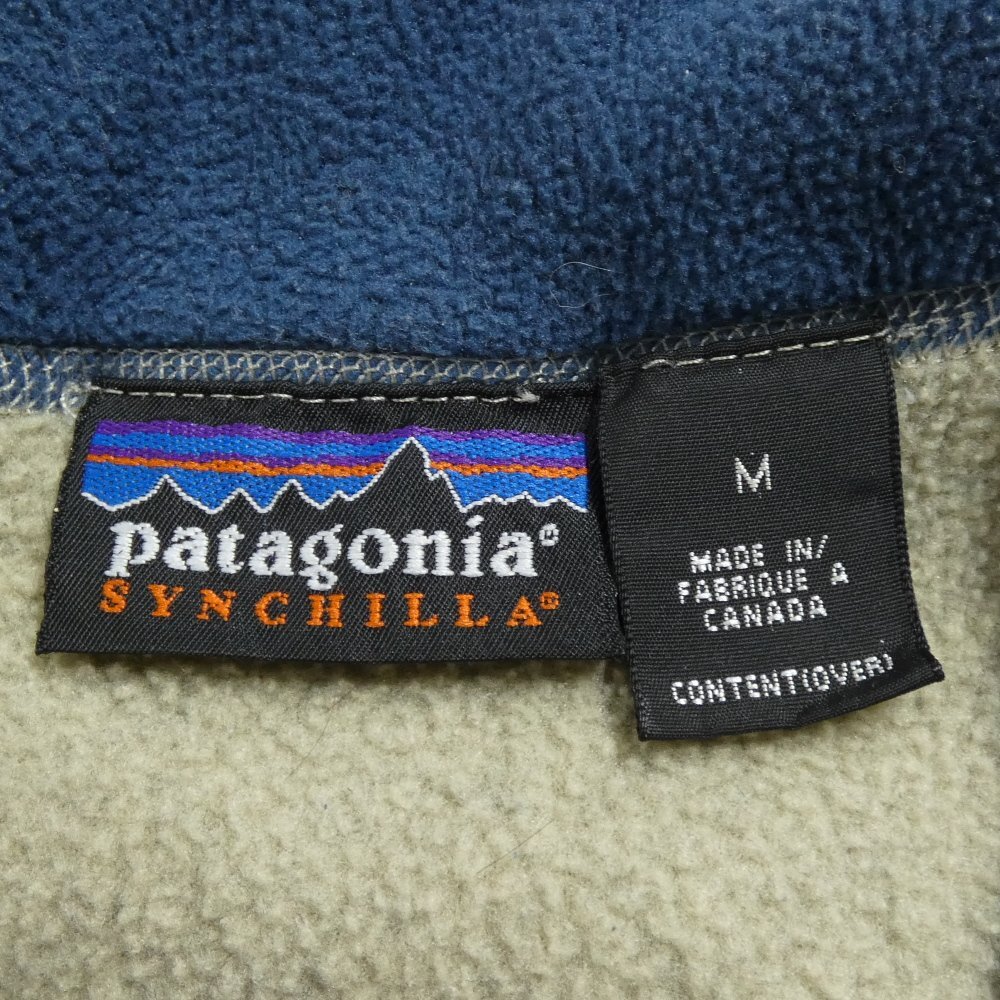 patagonia®
SYNCHILLA®
M
MADE IN/
FABRIQUE A
CANADA
CONTENT(OVER)